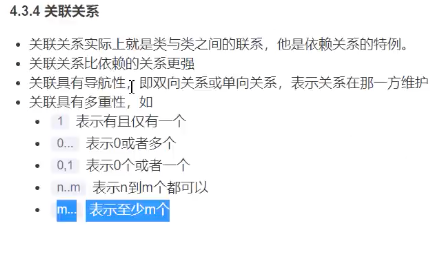 4.3.4 关联关系
关联关系实际上就是类与类之间的联系，他是依赖关系的特例。
关联关系比依赖的关系更强
关联具有导航性，即双向关系或单向关系，表示关系在那一方维护
关联具有多重性，如
1 表示有且仅有一个
0... 表示0或者多个
0,1 表示0个或者一个
n..m 表示n到m个都可以
m... 表示至少m个